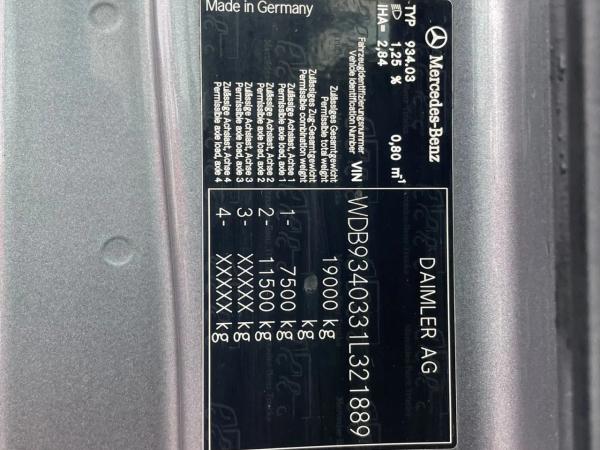 Mercedes-Benz
DAIMLER AG
TYP 934.03
1,25 % 0,80 m⁻¹
IHA= 2,84
Fahrzeugidentifizierungsnummer
Vehicle Identification Number VIN WDB9340331L321889
Zulässiges Gesamtgewicht
Permissible total weight 19000 kg
Zulässiges Zug-Gesamtgewicht
Permissible combination weight kg
Zulässige Achslast, Achse 1
Permissible axle load, axle 1 1- 7500 kg
Zulässige Achslast, Achse 2
Permissible axle load, axle 2 2- 11500 kg
Zulässige Achslast, Achse 3
Permissible axle load, axle 3 3- XXXXX kg
Zulässige Achslast, Achse 4
Permissible axle load, axle 4 4- XXXXX kg
Made in Germany